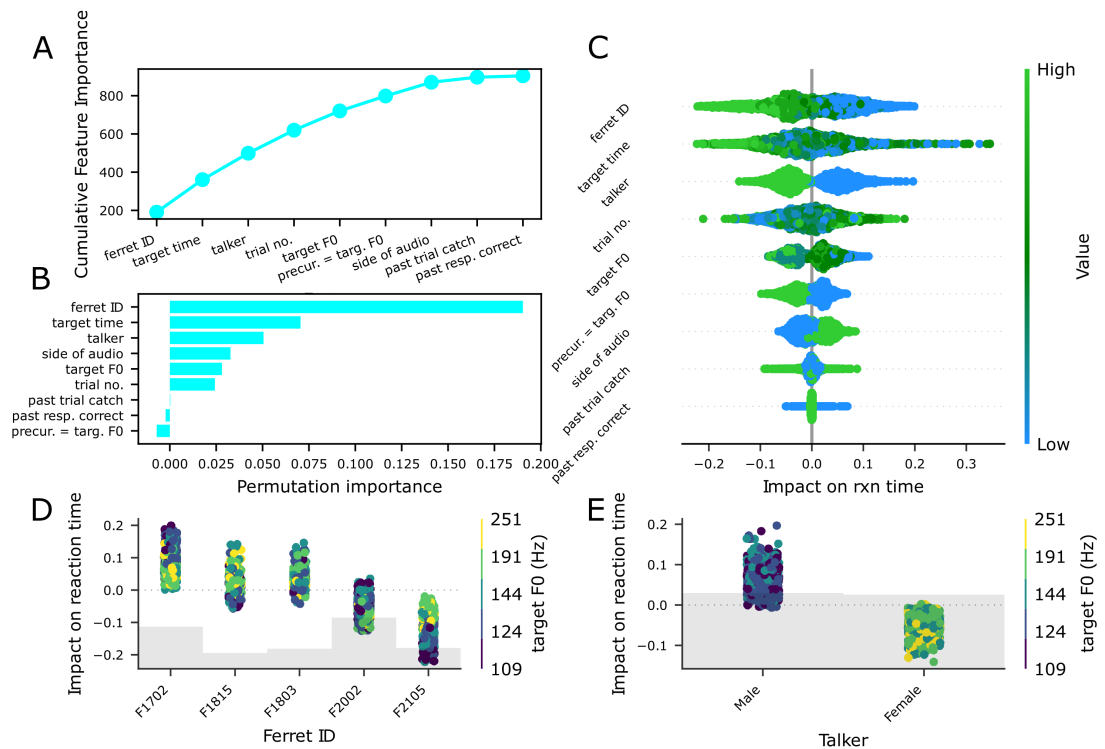 A
Cumulative Feature Importance
800
600
400
200
ferret ID
target time
talker
trial no.
target F0
precur. = targ. F0
side of audio
past trial catch
past resp. correct
B
ferret ID
target time
talker
side of audio
target F0
trial no.
past trial catch
past resp. correct
precur. = targ. F0
0.000 0.025 0.050 0.075 0.100 0.125 0.150 0.175 0.200
Permutation importance
C
ferret ID
target time
talker
trial no.
target F0
precur. = targ. F0
side of audio
past trial catch
past resp. correct
−0.2 −0.1 0.0 0.1 0.2 0.3
Impact on rxn time
High
Value
Low
D
Impact on reaction time
0.2
0.1
0.0
−0.1
−0.2
F1702
F1815
F1803
F2002
F2105
Ferret ID
251
191
144
124
109
target F0 (Hz)
E
Impact on reaction time
0.2
0.1
0.0
−0.1
Male
Female
Talker
251
191
144
124
109
target F0 (Hz)